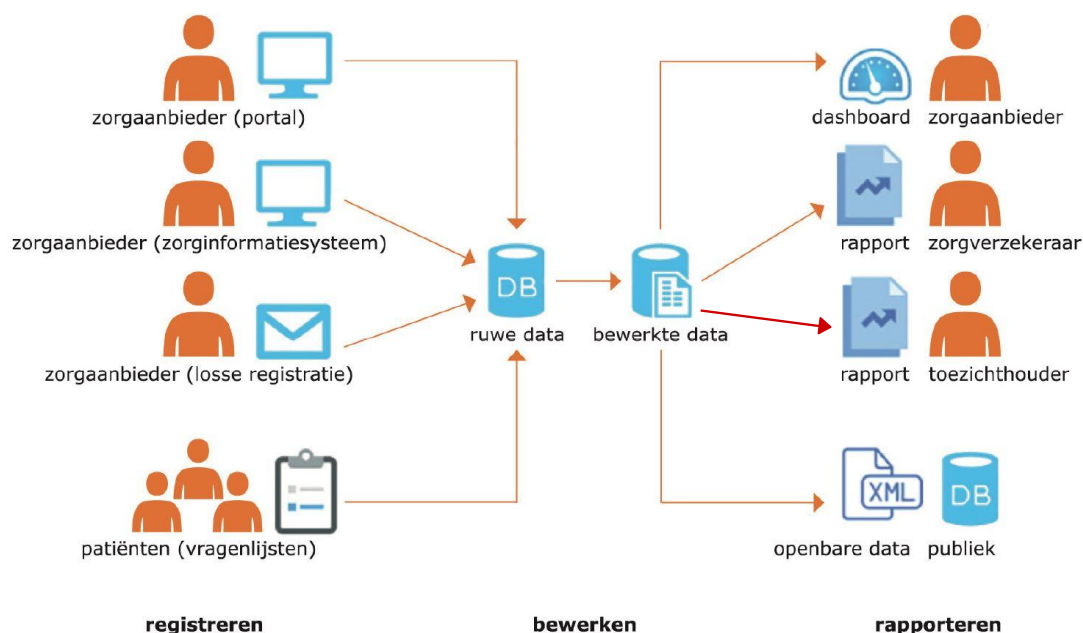 zorgaanbieder (portal)
dashboard zorgaanbieder
zorgaanbieder (zorginformatiesysteem)
rapport zorgverzekeraar
DB
ruwe data
bewerkte data
zorgaanbieder (losse registratie)
rapport toezichthouder
XML
DB
patiënten (vragenlijsten)
openbare data publiek
registreren bewerken rapporteren